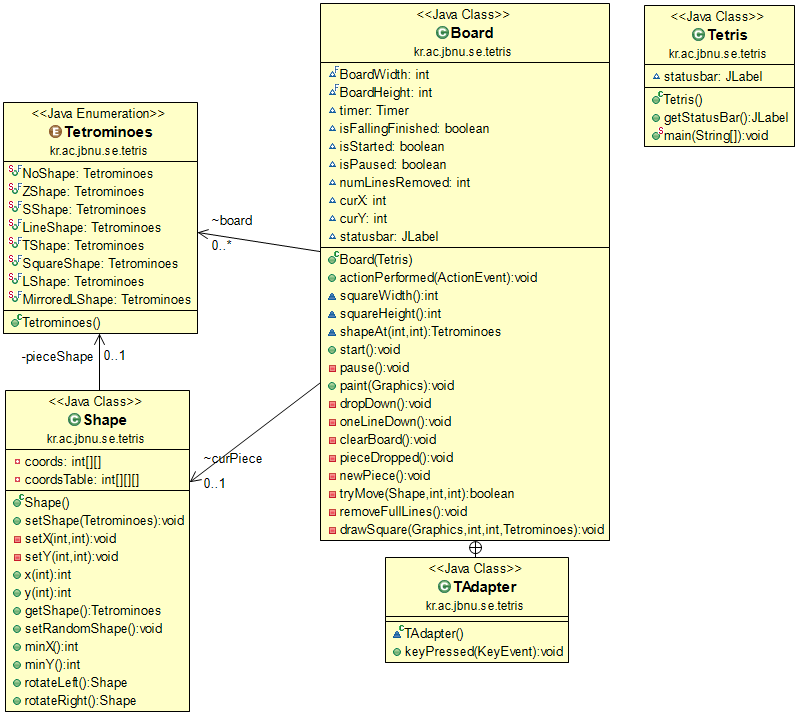 <<Java Class>>
Board
kr.ac.jbnu.se.tetris
BoardWidth: int
BoardHeight: int
timer: Timer
isFallingFinished: boolean
isStarted: boolean
isPaused: boolean
numLinesRemoved: int
curX: int
curY: int
statusbar: JLabel
Board(Tetris)
actionPerformed(ActionEvent):void
squareWidth():int
squareHeight():int
shapeAt(int,int):Tetrominoes
start():void
pause():void
paint(Graphics):void
dropDown():void
oneLineDown():void
clearBoard():void
pieceDropped():void
newPiece():void
tryMove(Shape,int,int):boolean
removeFullLines():void
drawSquare(Graphics,int,int,Tetrominoes):void
<<Java Class>>
Tetris
kr.ac.jbnu.se.tetris
statusbar: JLabel
Tetris()
getStatusBar():JLabel
main(String[]):void
<<Java Enumeration>>
Tetrominoes
kr.ac.jbnu.se.tetris
NoShape: Tetrominoes
ZShape: Tetrominoes
SShape: Tetrominoes
LineShape: Tetrominoes
TShape: Tetrominoes
SquareShape: Tetrominoes
LShape: Tetrominoes
MirroredLShape: Tetrominoes
Tetrominoes()
~board
0..*
-pieceShape
0..1
<<Java Class>>
Shape
kr.ac.jbnu.se.tetris
coords: int[][]
coordsTable: int[][][]
Shape()
setShape(Tetrominoes):void
setX(int,int):void
setY(int,int):void
x(int):int
y(int):int
getShape():Tetrominoes
setRandomShape():void
minX():int
minY():int
rotateLeft():Shape
rotateRight():Shape
~curPiece
0..1
<<Java Class>>
TAdapter
kr.ac.jbnu.se.tetris
TAdapter()
keyPressed(KeyEvent):void